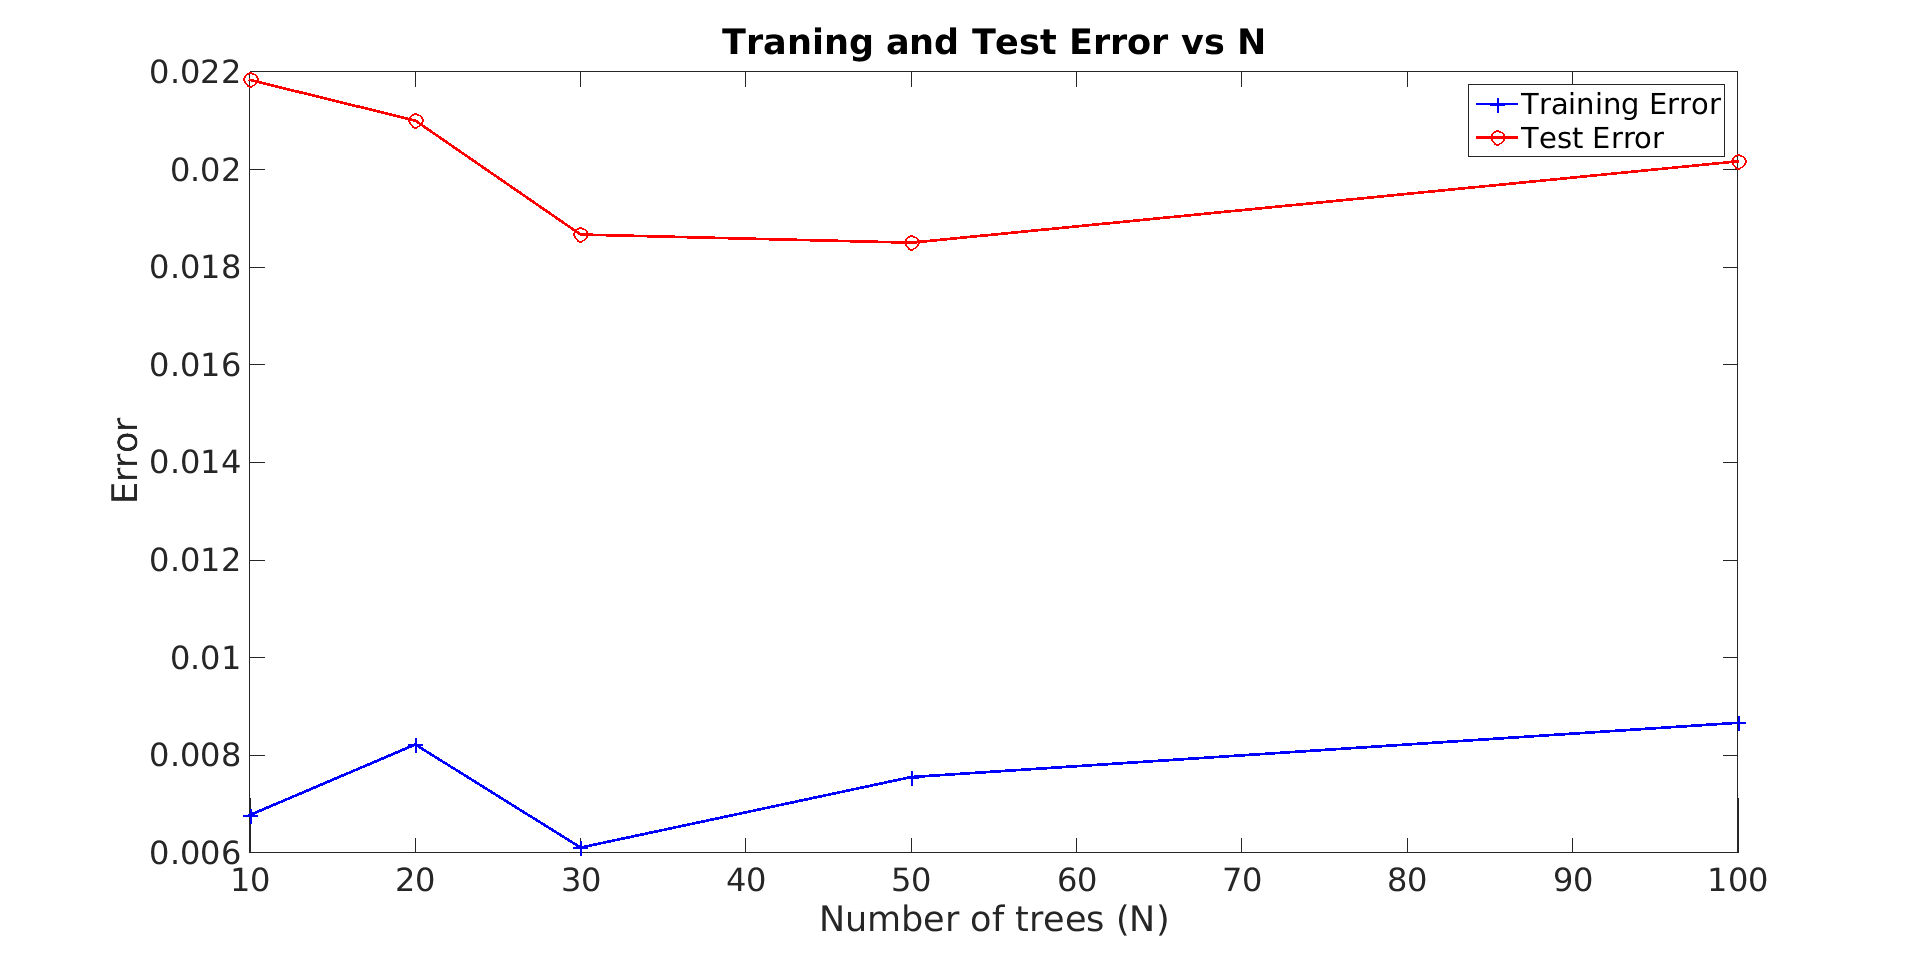 Traning and Test Error vs N
0.022
0.02
0.018
0.016
0.014
0.012
0.01
0.008
0.006
Error
Training Error
Test Error
10 20 30 40 50 60 70 80 90 100
Number of trees (N)